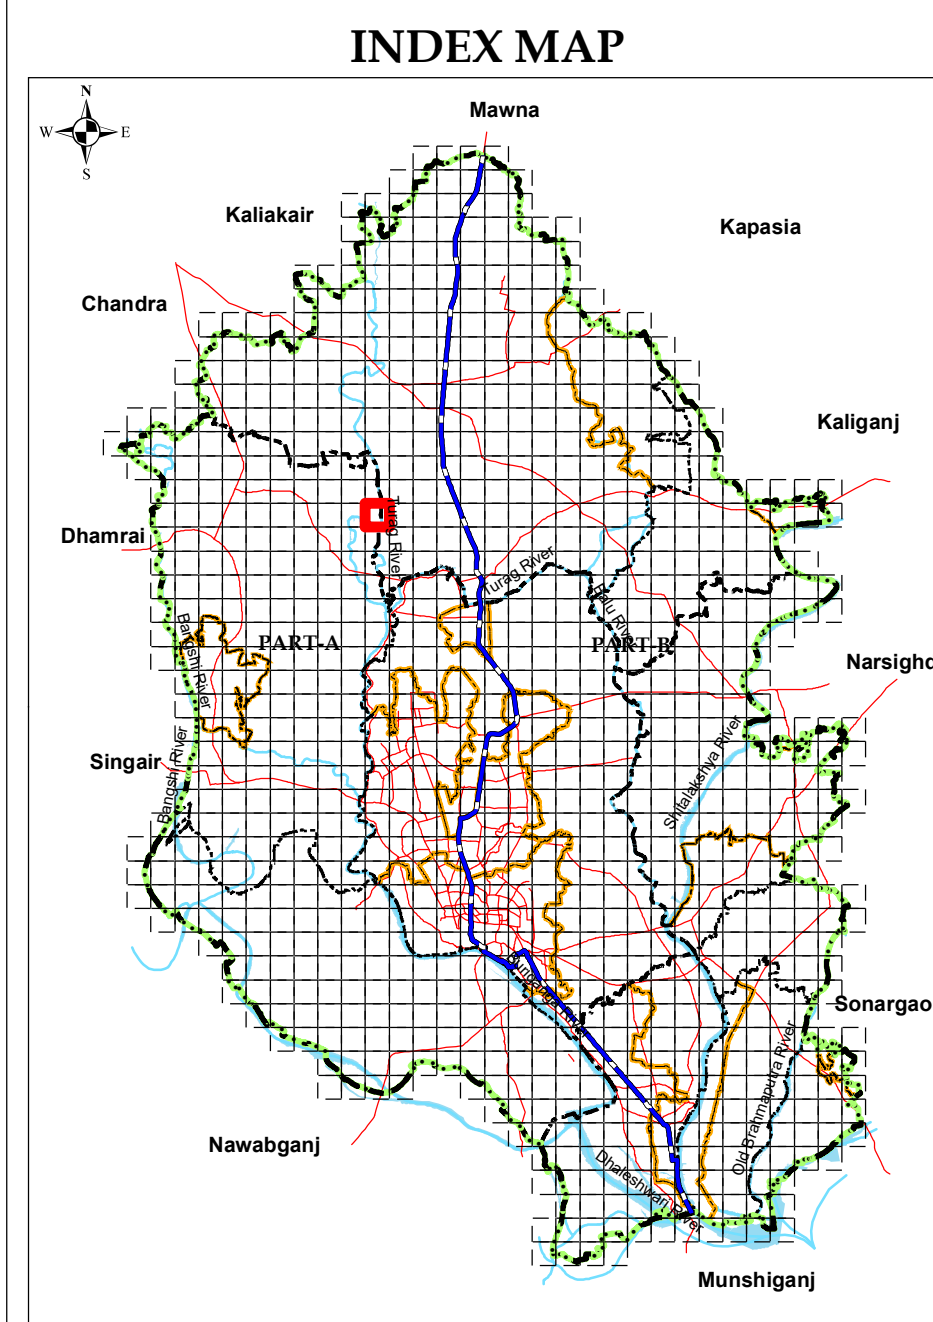 INDEX MAP
N
W
E
S
Mawna
Kaliakair
Kapasia
Chandra
Kaliganj
Turag River
Dhamrai
Turag River
Balu River
Bangshi River
PART-A
PART-B
Narsighd
Shitalakshya River
Bangshi River
Singair
Buriganga River
Sonargao
Old Brahmaputra River
Nawabganj
Dhaleshwari River
Munshiganj